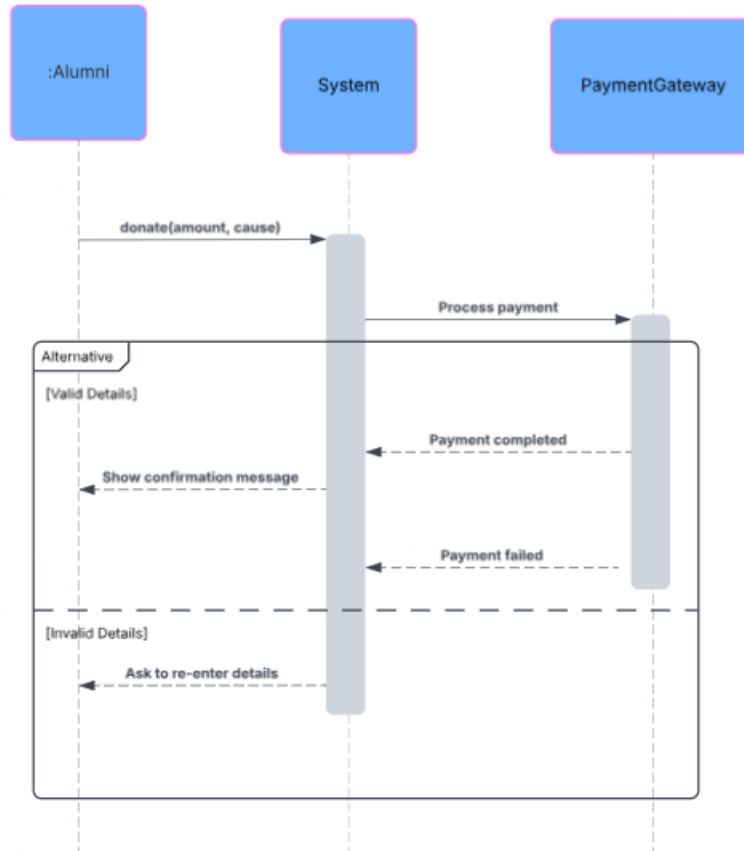 :Alumni
System
PaymentGateway
donate(amount, cause)
Process payment
Alternative
[Valid Details]
Payment completed
Show confirmation message
Payment failed
[Invalid Details]
Ask to re-enter details